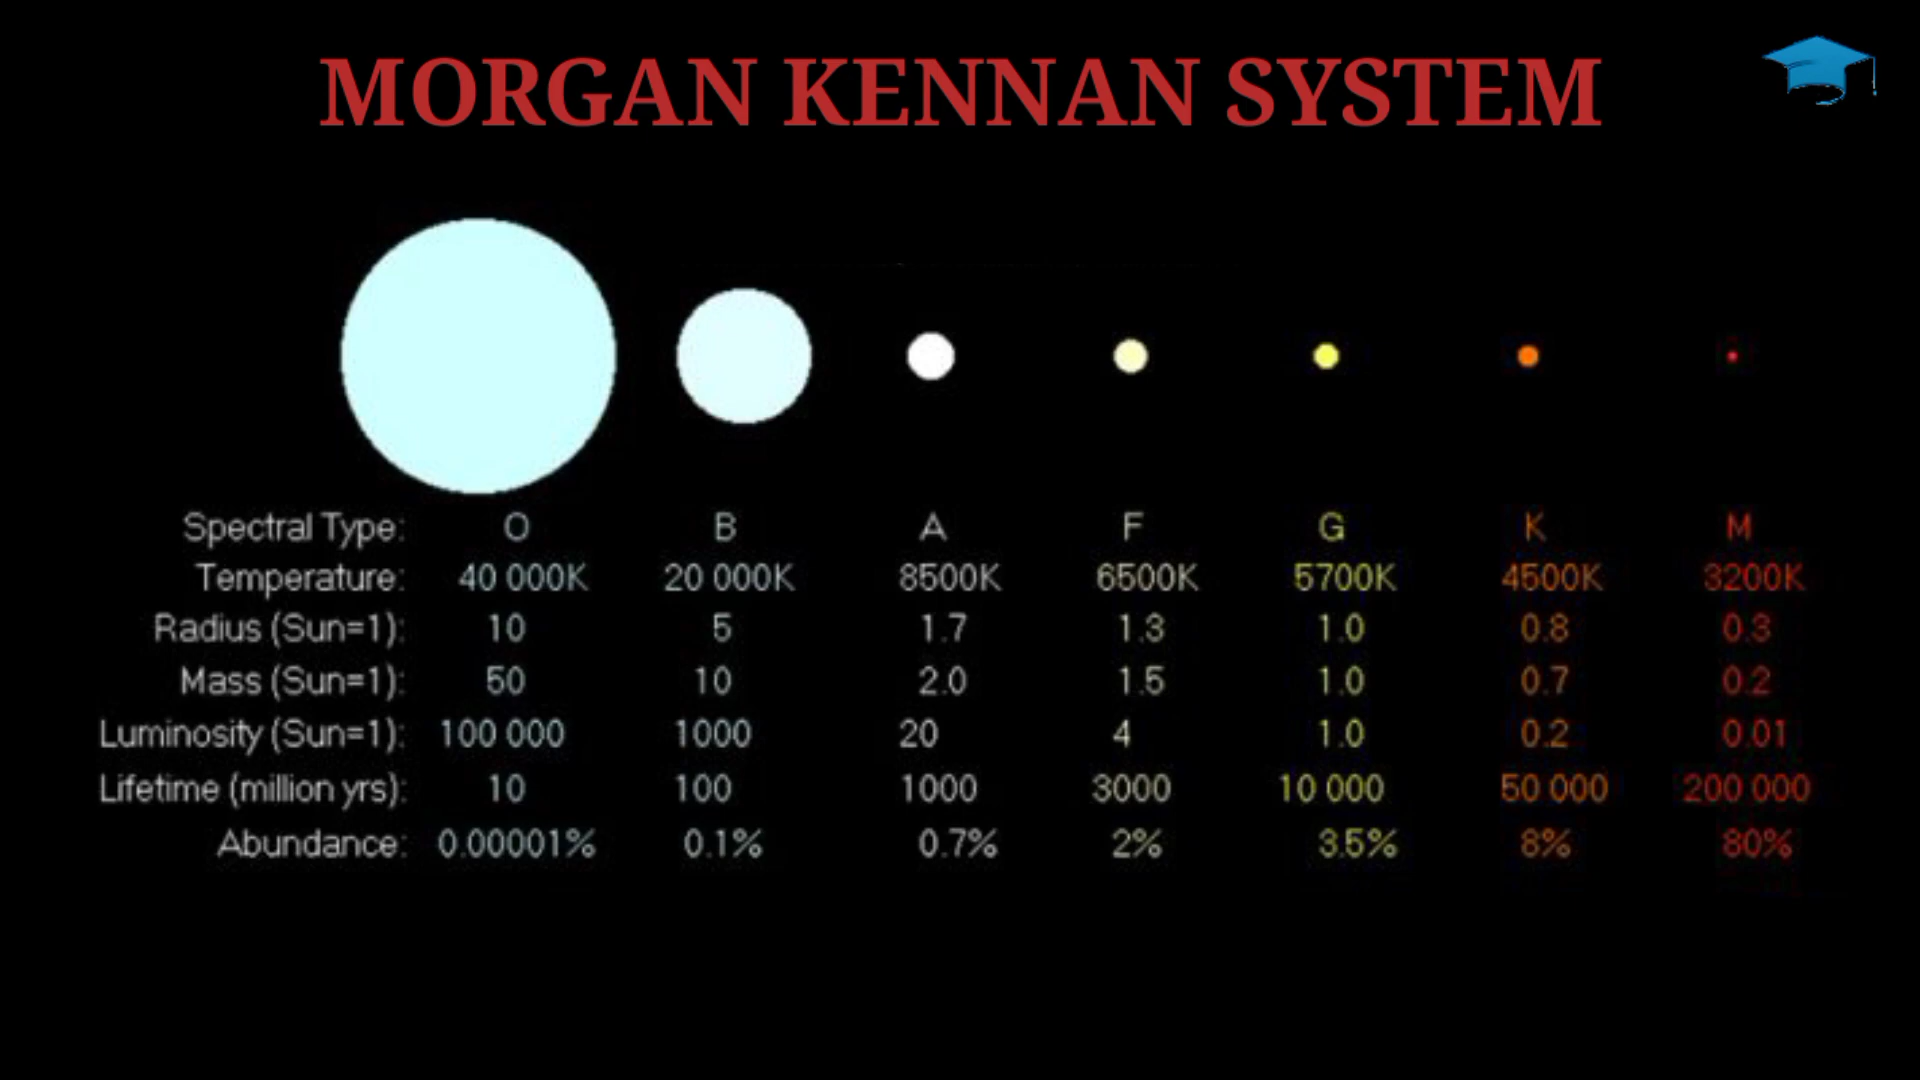 MORGAN KENNAN SYSTEM
Spectral Type: O B A F G K M
Temperature: 40 000K 20 000K 8500K 6500K 5700K 4500K 3200K
Radius (Sun=1): 10 5 1.7 1.3 1.0 0.8 0.3
Mass (Sun=1): 50 10 2.0 1.5 1.0 0.7 0.2
Luminosity (Sun=1): 100 000 1000 20 4 1.0 0.2 0.01
Lifetime (million yrs): 10 100 1000 3000 10 000 50 000 200 000
Abundance: 0.00001% 0.1% 0.7% 2% 3.5% 8% 80%